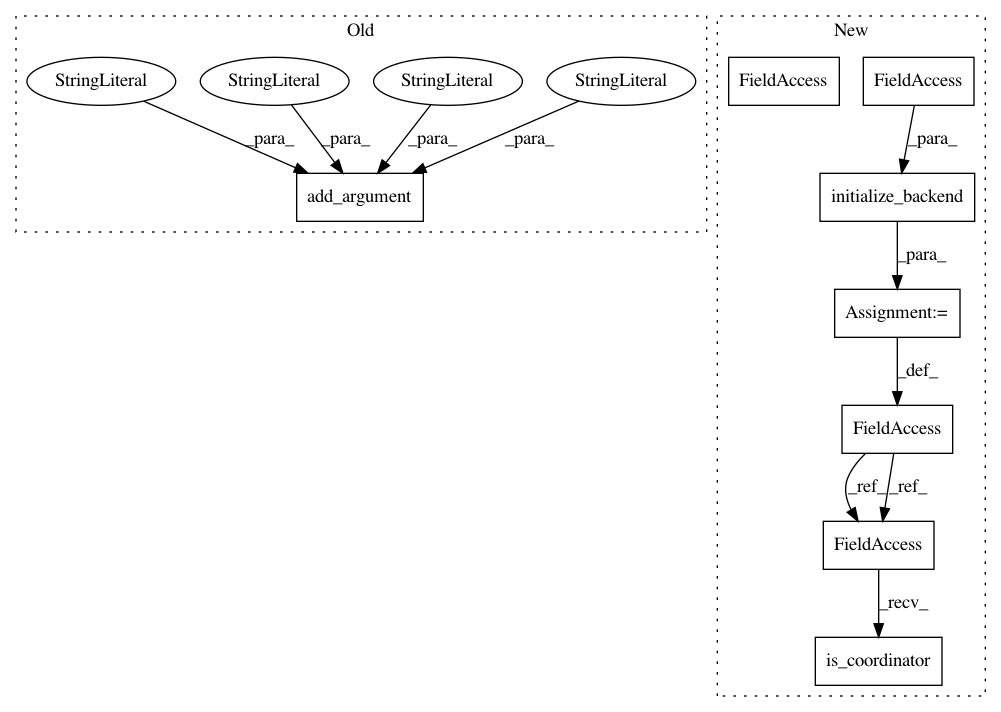 Old
New
StringLiteral
StringLiteral
StringLiteral
StringLiteral
FieldAccess
FieldAccess
_para_
_para_
_para_
_para_
_para_
add_argument
initialize_backend
_para_
Assignment:=
_def_
FieldAccess
_ref_
_ref_
FieldAccess
_recv_
is_coordinator